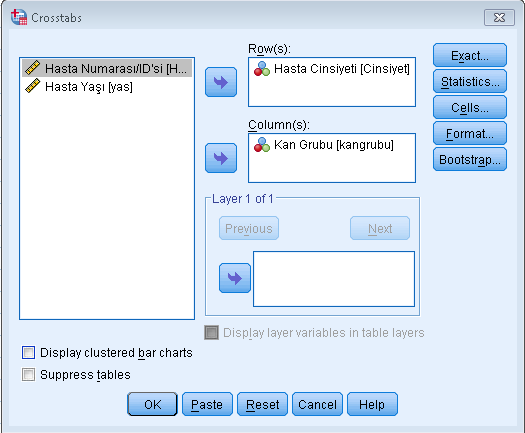 Crosstabs
Hasta Numarası/ID'si [H...
Hasta Yaşı [yas]
Row(s):
Hasta Cinsiyeti [Cinsiyet]
Column(s):
Kan Grubu [kangrubu]
Layer 1 of 1
Previous
Next
Display layer variables in table layers
Exact...
Statistics...
Cells...
Format...
Bootstrap...
Display clustered bar charts
Suppress tables
OK
Paste
Reset
Cancel
Help